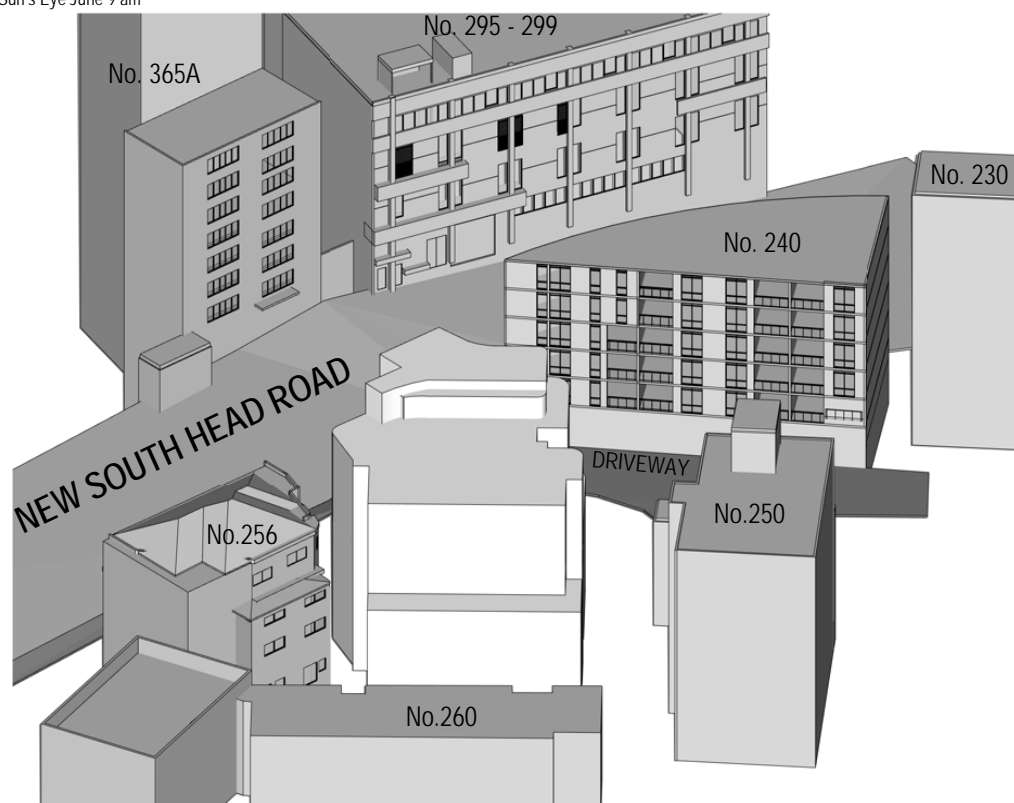 Sun's Eye June 9 am
No. 295 - 299
No. 365A
No. 230
No. 240
NEW SOUTH HEAD ROAD
DRIVEWAY
No.250
No.256
No.260